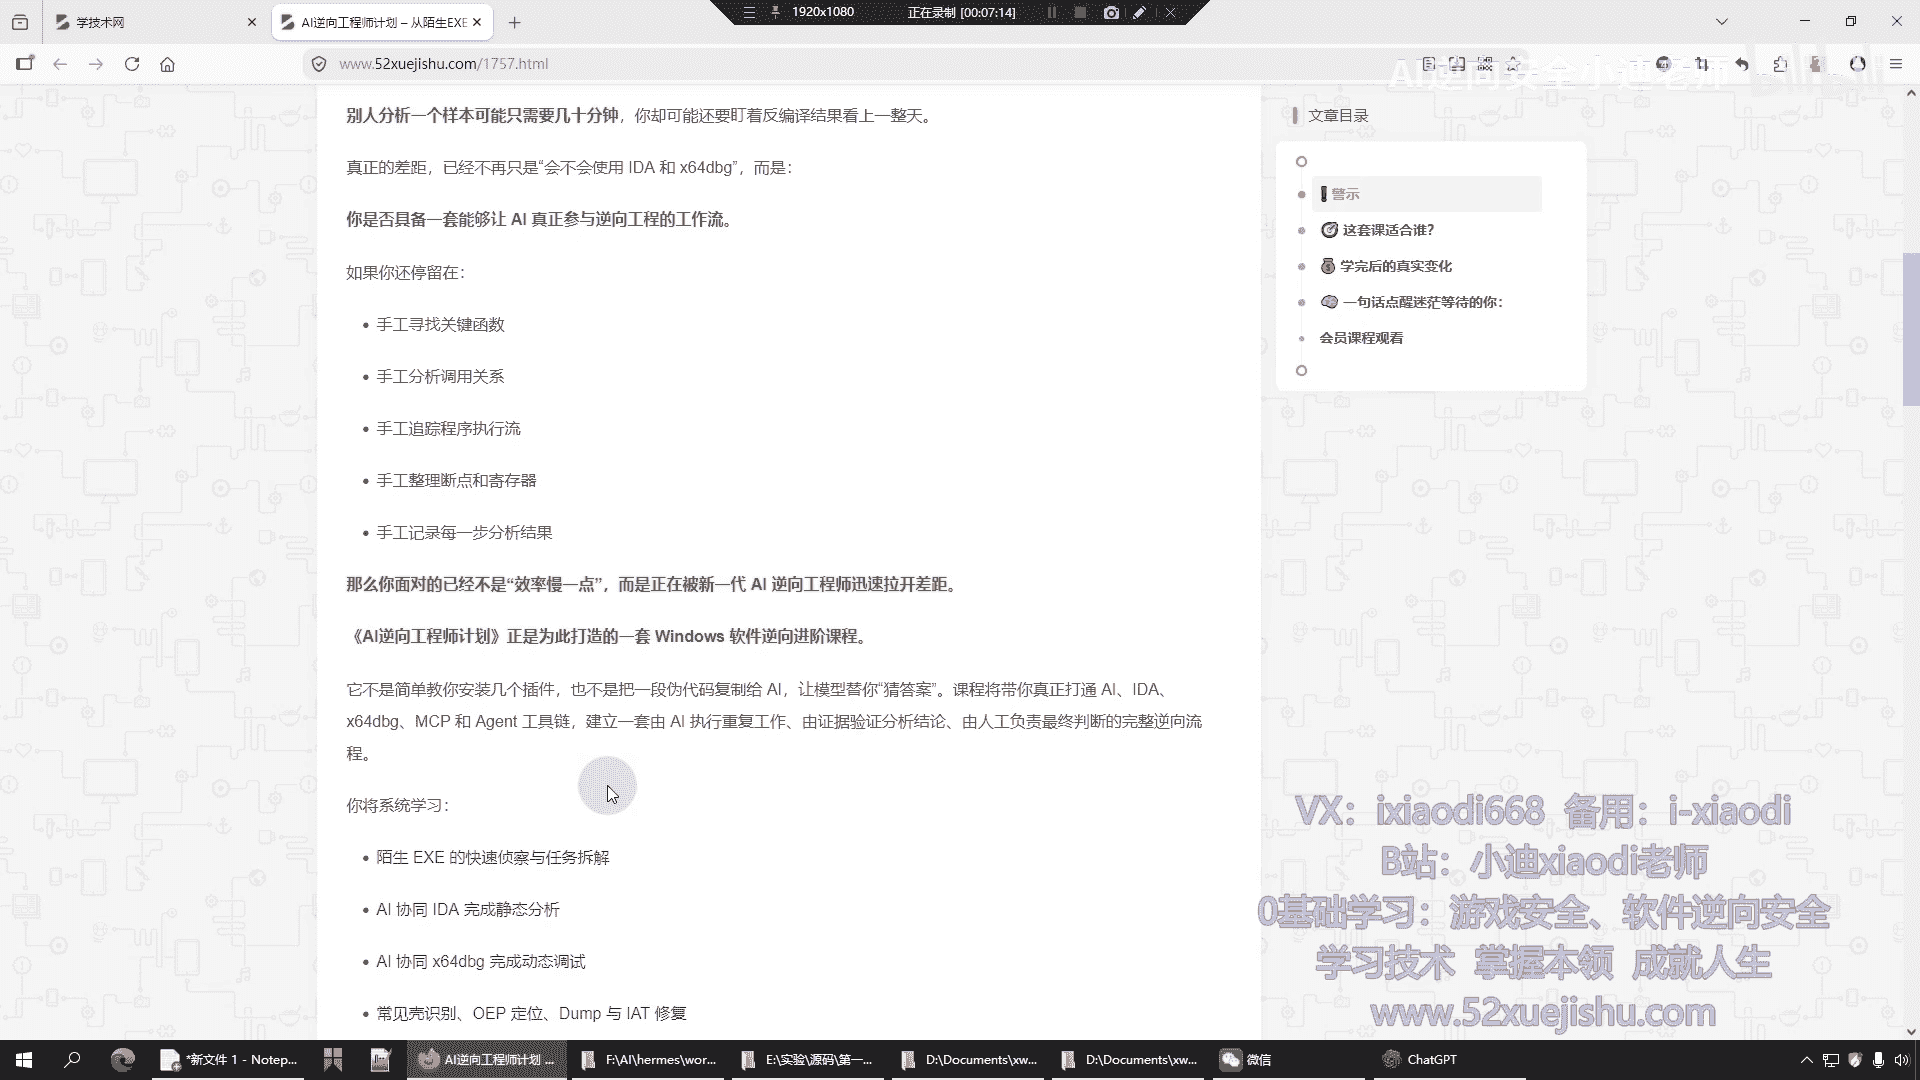 学技术网
AI逆向工程师计划 – 从陌生EXE
1920x1080
正在录制 [00:07:14]
www.52xuejishu.com/1757.html
AI逆向安全小迪老师
别人分析一个样本可能只需要几十分钟，你却可能还要盯着反编译结果看上一整天。
真正的差距，已经不再只是“会不会使用 IDA 和 x64dbg”，而是：
你是否具备一套能够让 AI 真正参与逆向工程的工作流。
如果你还停留在：
手工寻找关键函数
手工分析调用关系
手工追踪程序执行流
手工整理断点和寄存器
手工记录每一步分析结果
那么你面对的已经不是“效率慢一点”，而是正在被新一代 AI 逆向工程师迅速拉开差距。
《AI逆向工程师计划》正是为此打造的一套 Windows 软件逆向进阶课程。
它不是简单教你安装几个插件，也不是把一段伪代码复制给 AI，让模型替你“猜答案”。课程将带你真正打通 AI、IDA、
x64dbg、MCP 和 Agent 工具链，建立一套由 AI 执行重复工作、由证据验证分析结论、由人工负责最终判断的完整逆向流
程。
你将系统学习：
陌生 EXE 的快速侦察与任务拆解
AI 协同 IDA 完成静态分析
AI 协同 x64dbg 完成动态调试
常见壳识别、OEP 定位、Dump 与 IAT 修复
文章目录
警示
这套课适合谁？
学完后的真实变化
一句话点醒迷茫等待的你：
会员课程观看
VX：ixiaodi668 备用：i-xiaodi
B站：小迪xiaodi老师
0基础学习：游戏安全、软件逆向安全
学习技术 掌握本领 成就人生
www.52xuejishu.com
*新文件 1 - Notep...
AI逆向工程师计划 ...
F:\AI\hermes\wor...
E:\实验\源码\第一...
D:\Documents\xw...
D:\Documents\xw...
微信
ChatGPT